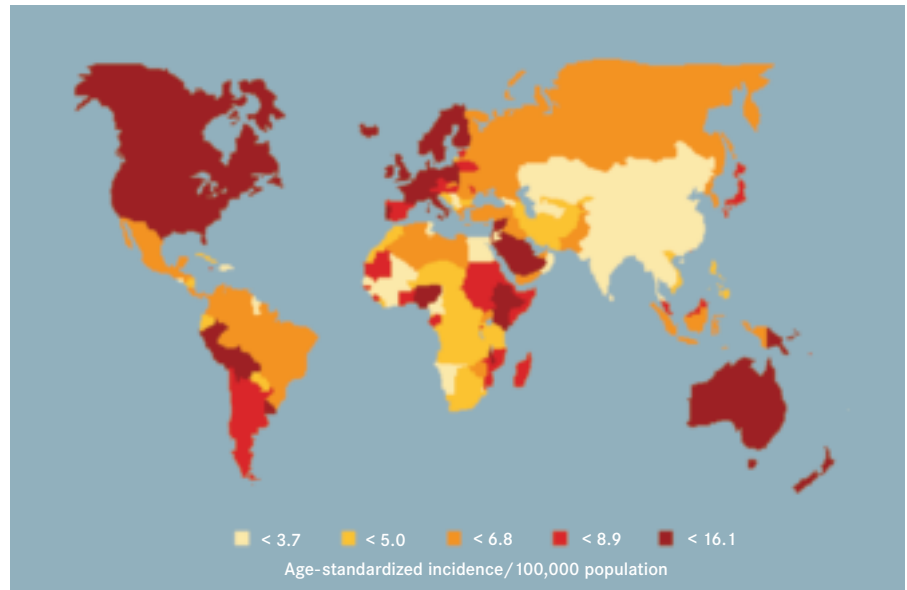 < 3.7 < 5.0 < 6.8 < 8.9 < 16.1
Age-standardized incidence/100,000 population